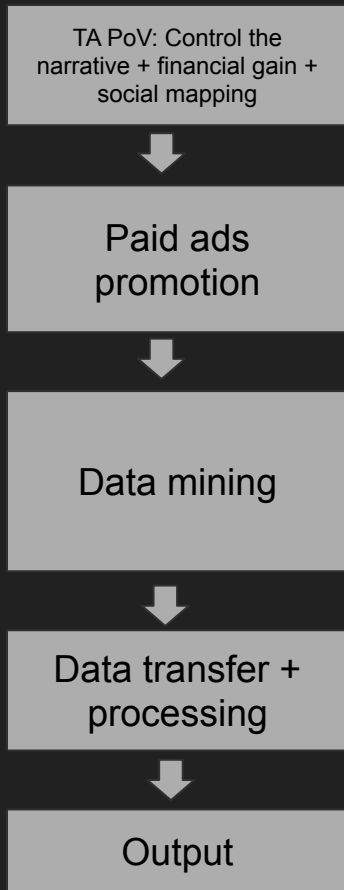 TA PoV: Control the
narrative + financial gain +
social mapping
Paid ads
promotion
Data mining
Data transfer +
processing
Output